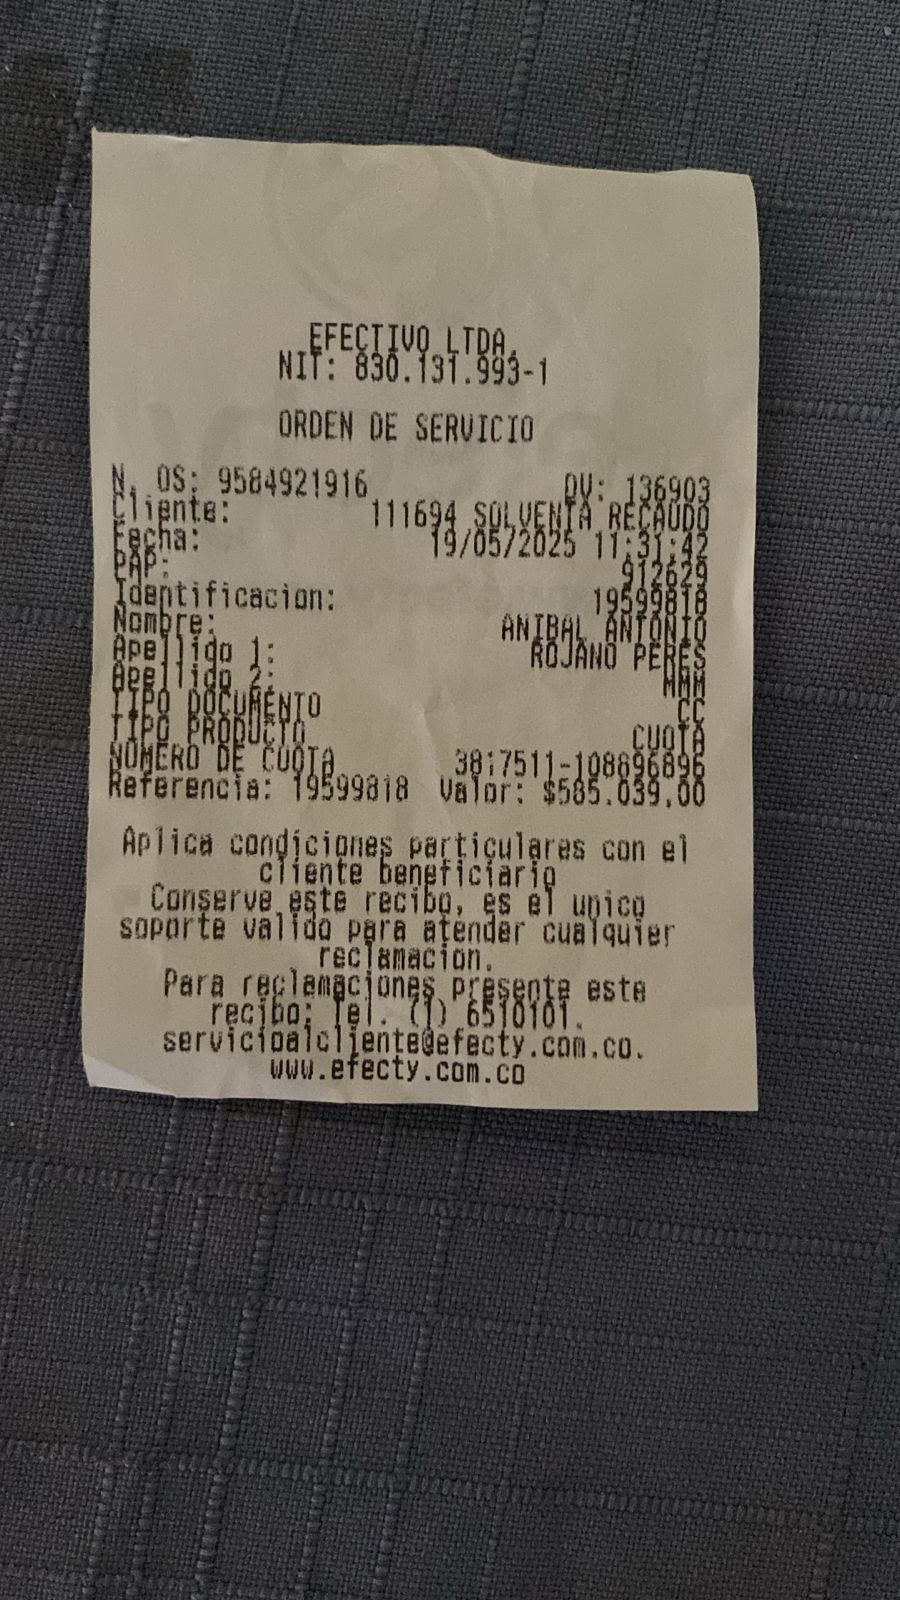 EFECTIVO LTDA.
NIT: 830.131.993-1
ORDEN DE SERVICIO
N. OS: 9584921916 DV: 136903
Cliente: 111694 SOLVENTA RECAUDO
Fecha: 19/05/2025 11:31:42
PAP: 912629
Identificacion: 19599818
Nombre: ANIBAL ANTONIO
Apellido 1: ROJANO PERES
Apellido 2: MMM
TIPO DOCUMENTO CC
TIPO PRODUCTO CUOTA
NUMERO DE CUOTA 3817511-108896896
Referencia: 19599818 Valor: $585.039,00
Aplica condiciones particulares con el
cliente beneficiario
Conserve este recibo, es el unico
soporte valido para atender cualquier
reclamacion.
Para reclamaciones presente este
recibo: Tel. (1) 6510101.
servicioalcliente@efecty.com.co.
www.efecty.com.co